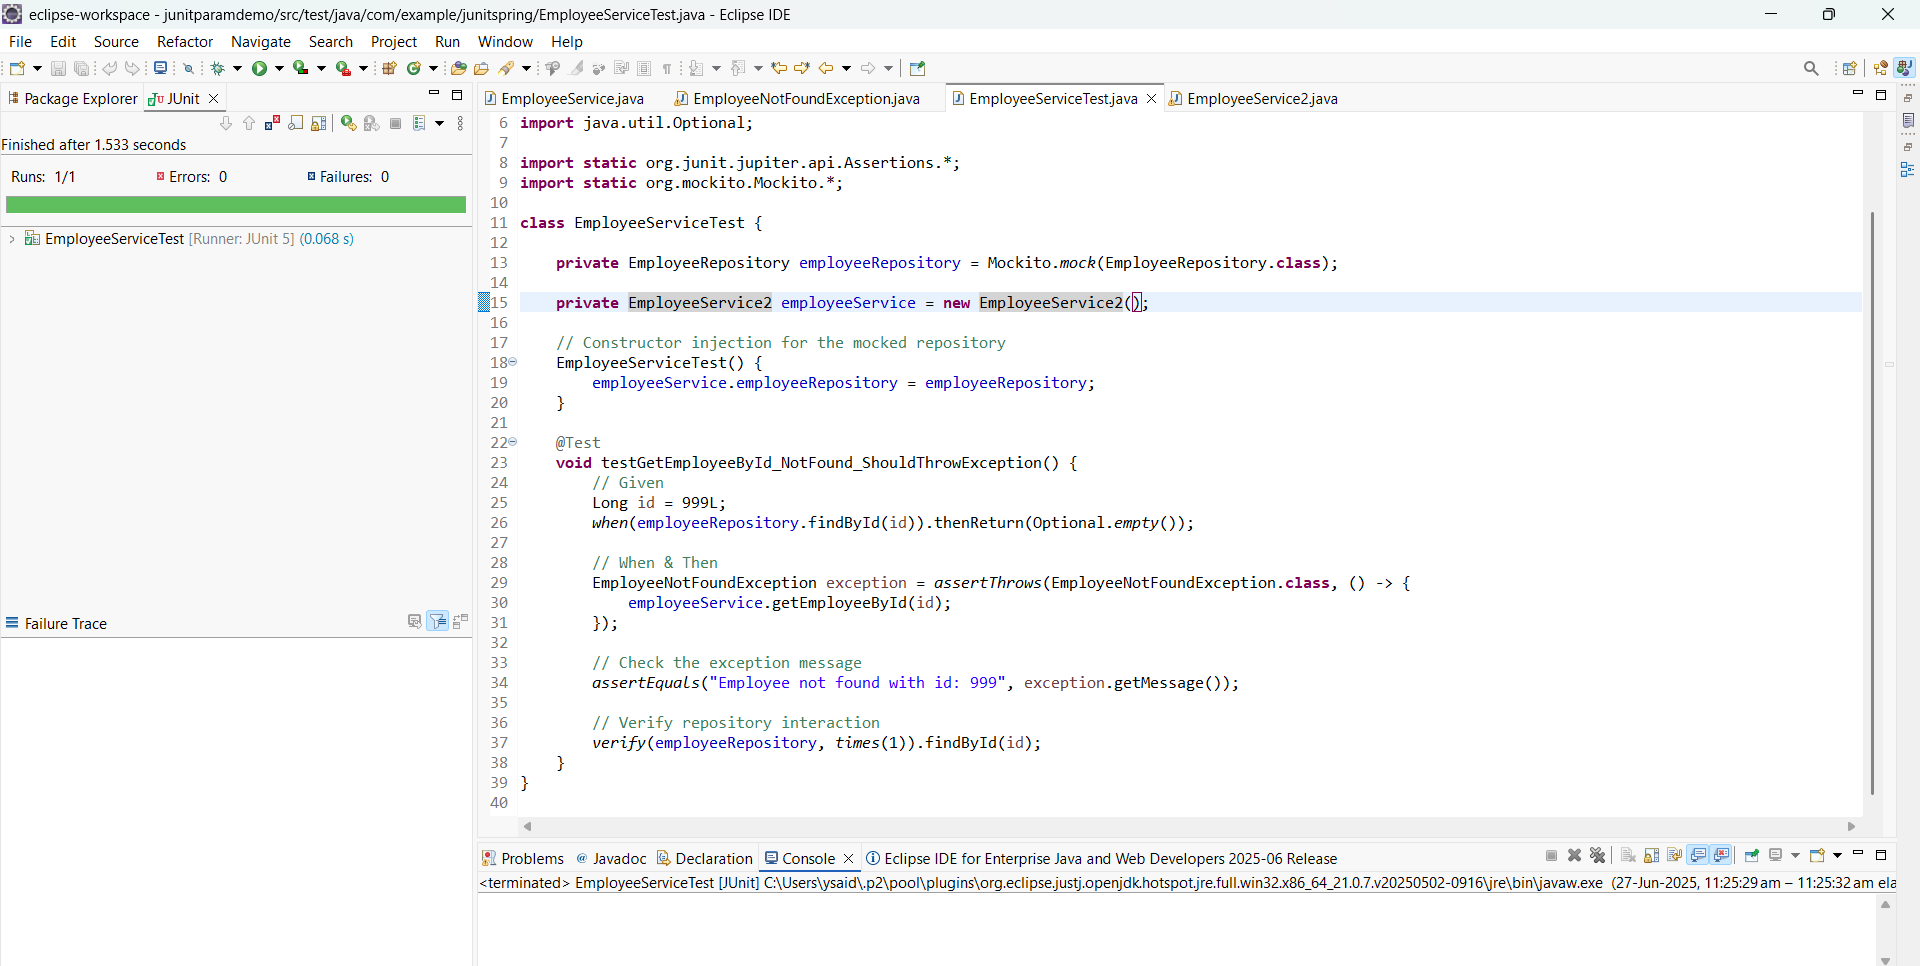 eclipse-workspace - junitparamdemo/src/test/java/com/example/junitspring/EmployeeServiceTest.java - Eclipse IDE
File Edit Source Refactor Navigate Search Project Run Window Help
Package Explorer JUnit
Finished after 1.533 seconds
Runs: 1/1 Errors: 0 Failures: 0
EmployeeServiceTest [Runner: JUnit 5] (0.068 s)
Failure Trace
EmployeeService.java EmployeeNotFoundException.java EmployeeServiceTest.java EmployeeService2.java
6 import java.util.Optional;
7
8 import static org.junit.jupiter.api.Assertions.*;
9 import static org.mockito.Mockito.*;
10
11 class EmployeeServiceTest {
12
13 private EmployeeRepository employeeRepository = Mockito.mock(EmployeeRepository.class);
14
15 private EmployeeService2 employeeService = new EmployeeService2();
16
17 // Constructor injection for the mocked repository
18 EmployeeServiceTest() {
19 employeeService.employeeRepository = employeeRepository;
20 }
21
22 @Test
23 void testGetEmployeeById_NotFound_ShouldThrowException() {
24 // Given
25 Long id = 999L;
26 when(employeeRepository.findById(id)).thenReturn(Optional.empty());
27
28 // When & Then
29 EmployeeNotFoundException exception = assertThrows(EmployeeNotFoundException.class, () -> {
30 employeeService.getEmployeeById(id);
31 });
32
33 // Check the exception message
34 assertEquals("Employee not found with id: 999", exception.getMessage());
35
36 // Verify repository interaction
37 verify(employeeRepository, times(1)).findById(id);
38 }
39 }
40
Problems Javadoc Declaration Console Eclipse IDE for Enterprise Java and Web Developers 2025-06 Release
<terminated> EmployeeServiceTest [JUnit] C:\Users\ysaid\.p2\pool\plugins\org.eclipse.justj.openjdk.hotspot.jre.full.win32.x86_64_21.0.7.v20250502-0916\jre\bin\javaw.exe (27-Jun-2025, 11:25:29 am – 11:25:32 am ela